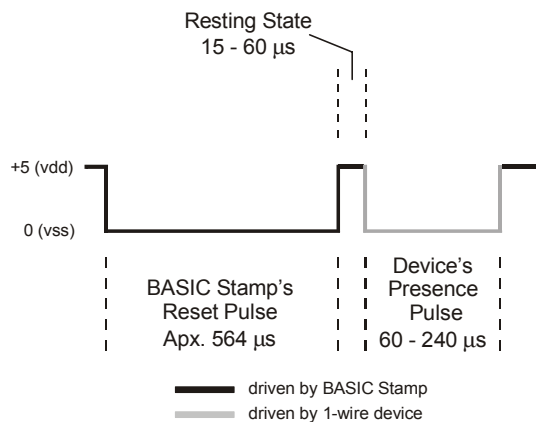 Resting State
15 - 60 μs
+5 (vdd)
0 (vss)
BASIC Stamp's
Reset Pulse
Apx. 564 μs
Device's
Presence
Pulse
60 - 240 μs
driven by BASIC Stamp
driven by 1-wire device